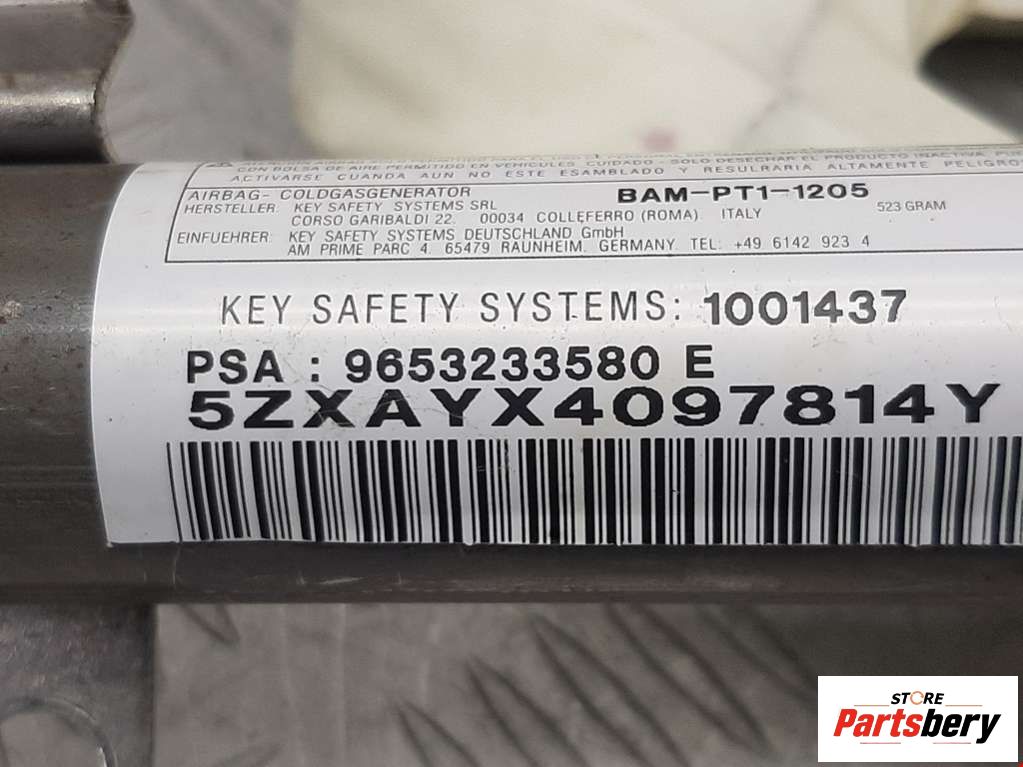 CON BOLSA DE AIRE PERMITIDO EN VEHICULOS. CUIDADO - SOLO DESECHAR EL PRODUCTO INACTIVA.
ACTIVARSE CUANDA AUN NO ESTE ESAMBLADO Y RESULRARIA ALTAMENTE PELIGRO
AIRBAG- COLDGASGENERATOR BAM-PT1-1205 523 GRAM
HERSTELLER. KEY SAFETY SYSTEMS SRL
CORSO GARIBALDI 22. 00034 COLLEFERRO (ROMA). ITALY
EINFUEHRER: KEY SAFETY SYSTEMS DEUTSCHLAND GmbH
AM PRIME PARC 4. 65479 RAUNHEIM, GERMANY. TEL: +49 6142 923 4
KEY SAFETY SYSTEMS: 1001437
PSA : 9653233580 E
5ZXAYX4097814Y
STORE
Partsbery